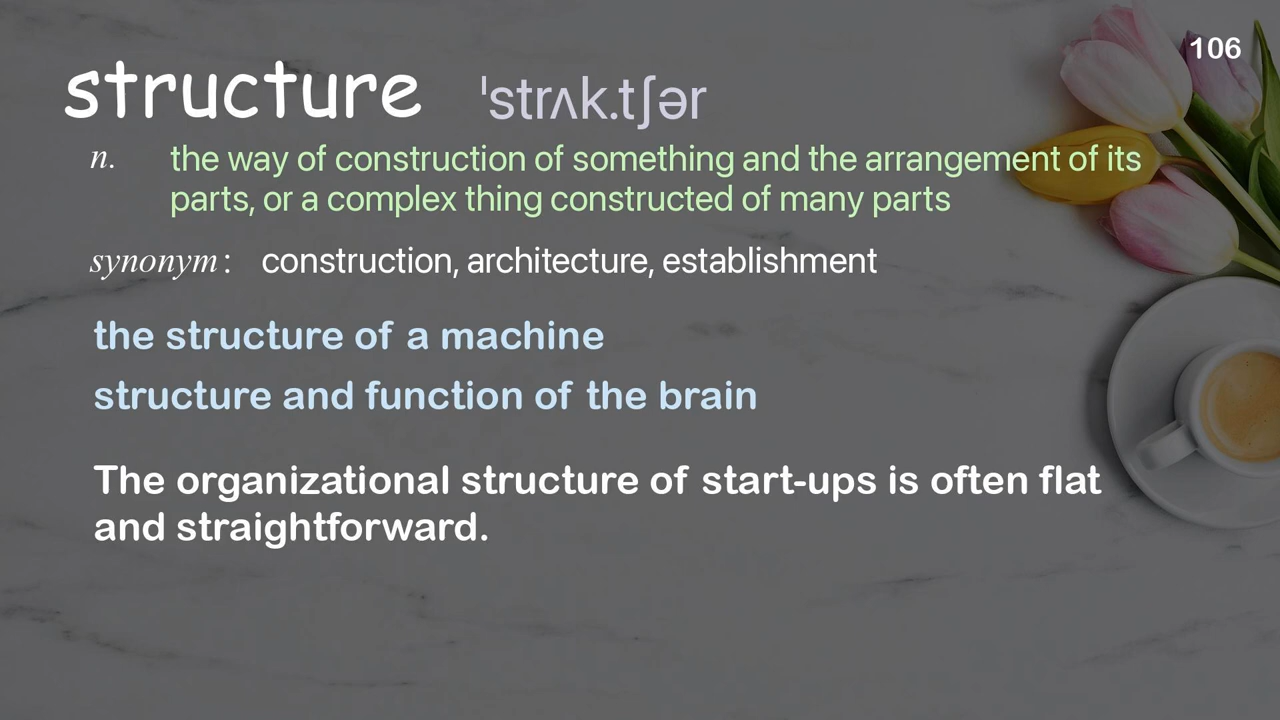 106
structure ˈstrʌk.tʃər
n. the way of construction of something and the arrangement of its
parts, or a complex thing constructed of many parts
synonym: construction, architecture, establishment
the structure of a machine
structure and function of the brain
The organizational structure of start-ups is often flat
and straightforward.